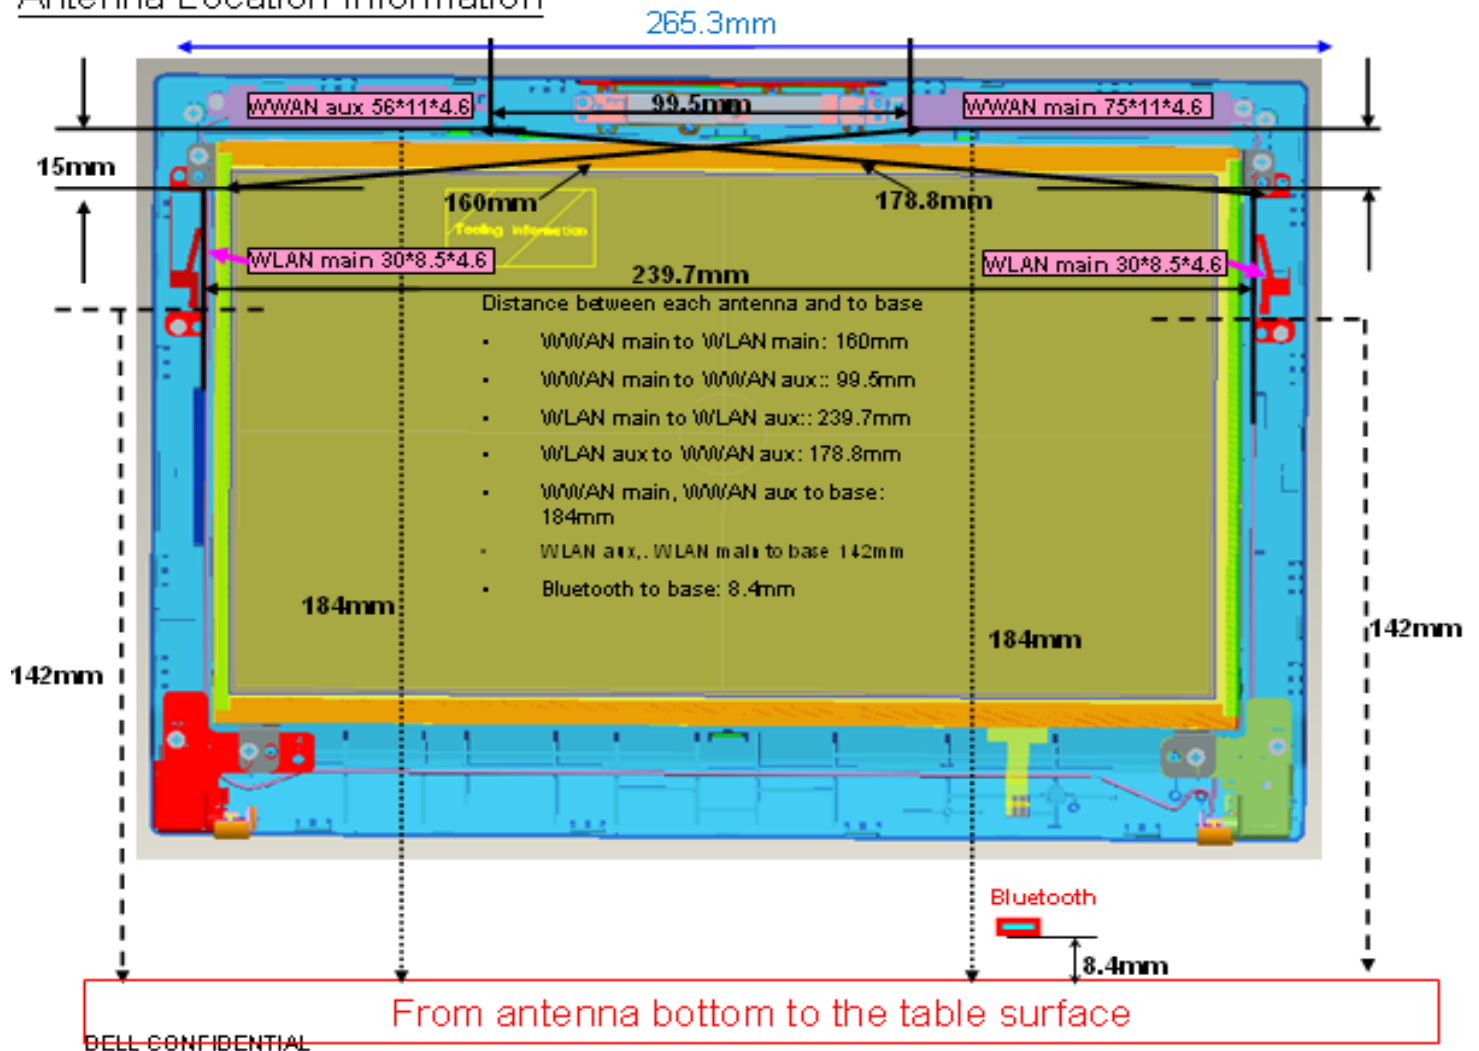 Antenna Location Information
265.3mm
WWAN aux 56*11*4.6
99.5mm
WWAN main 75*11*4.6
15mm
160mm
178.8mm
Tooling Information
WLAN main 30*8.5*4.6
WLAN main 30*8.5*4.6
239.7mm
Distance between each antenna and to base
• WWAN main to WLAN main: 160mm
• WWAN main to WWAN aux:: 99.5mm
• WLAN main to WLAN aux:: 239.7mm
• WLAN aux to WWAN aux: 178.8mm
• WWAN main, WWAN aux to base:
184mm
• WLAN aux,. WLAN main to base 142mm
• Bluetooth to base: 8.4mm
184mm
184mm
142mm
142mm
Bluetooth
8.4mm
From antenna bottom to the table surface
DELL CONFIDENTIAL